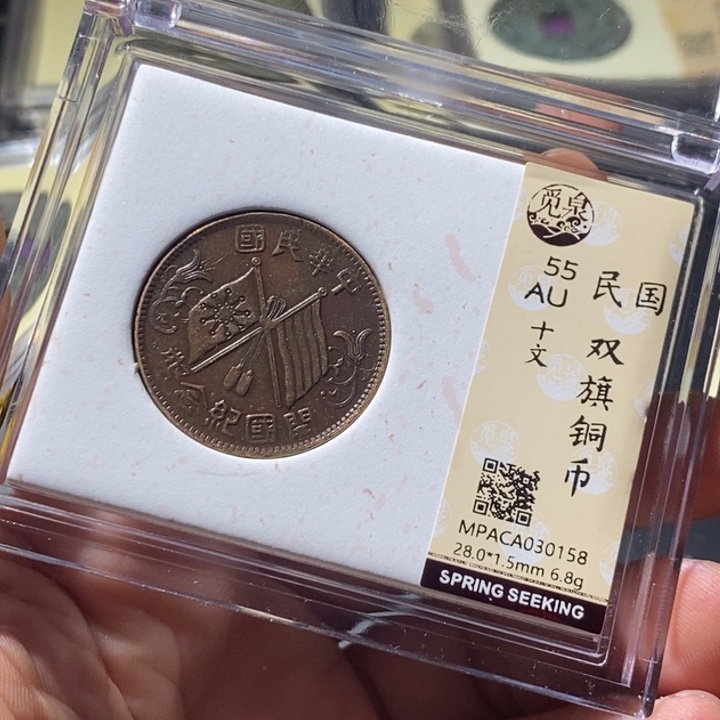 中華民國
開國紀念幣
觅泉
55
AU
十文
民国
双旗铜币
MPACA030158
28.0*1.5mm 6.8g
SPRING SEEKING